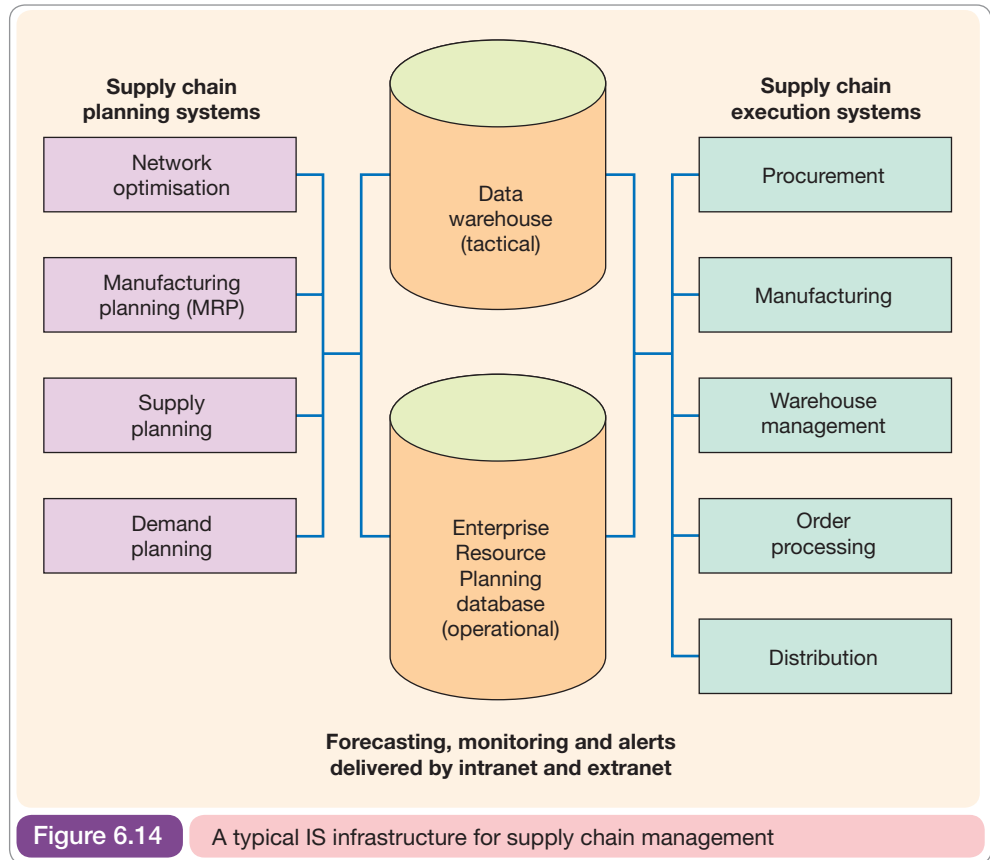 Supply chain
planning systems
Network
optimisation
Manufacturing
planning (MRP)
Supply
planning
Demand
planning
Data
warehouse
(tactical)
Enterprise
Resource
Planning
database
(operational)
Supply chain
execution systems
Procurement
Manufacturing
Warehouse
management
Order
processing
Distribution
Forecasting, monitoring and alerts
delivered by intranet and extranet
Figure 6.14 A typical IS infrastructure for supply chain management